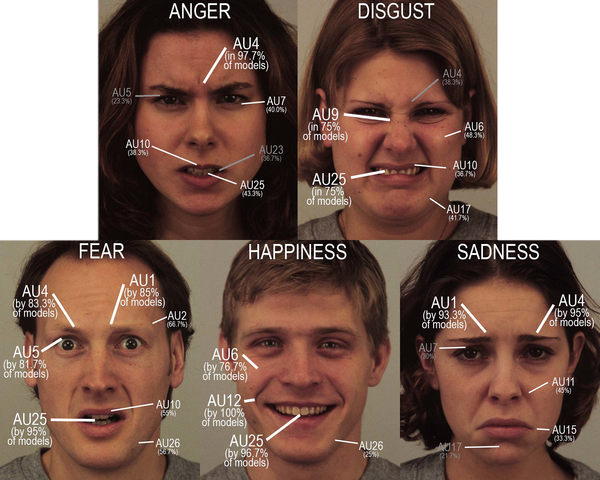 ANGER
AU4
(in 97.7%
of models)
AU5
(23.3%)
AU7
(40.0%)
AU10
(38.3%)
AU23
(36.7%)
AU25
(43.3%)
DISGUST
AU4
(38.3%)
AU9
(in 75%
of models)
AU6
(48.3%)
AU10
(36.7%)
AU25
(in 75%
of models)
AU17
(41.7%)
FEAR
AU4
(by 83.3%
of models)
AU1
(by 85%
of models)
AU2
(66.7%)
AU5
(by 81.7%
of models)
AU10
(55%)
AU25
(by 95%
of models)
AU26
(56.7%)
HAPPINESS
AU6
(by 76.7%
of models)
AU12
(by 100%
of models)
AU25
(by 96.7%
of models)
AU26
(25%)
SADNESS
AU1
(by 93.3%
of models)
AU4
(by 95%
of models)
AU7
(30%)
AU11
(45%)
AU15
(33.3%)
AU17
(21.7%)